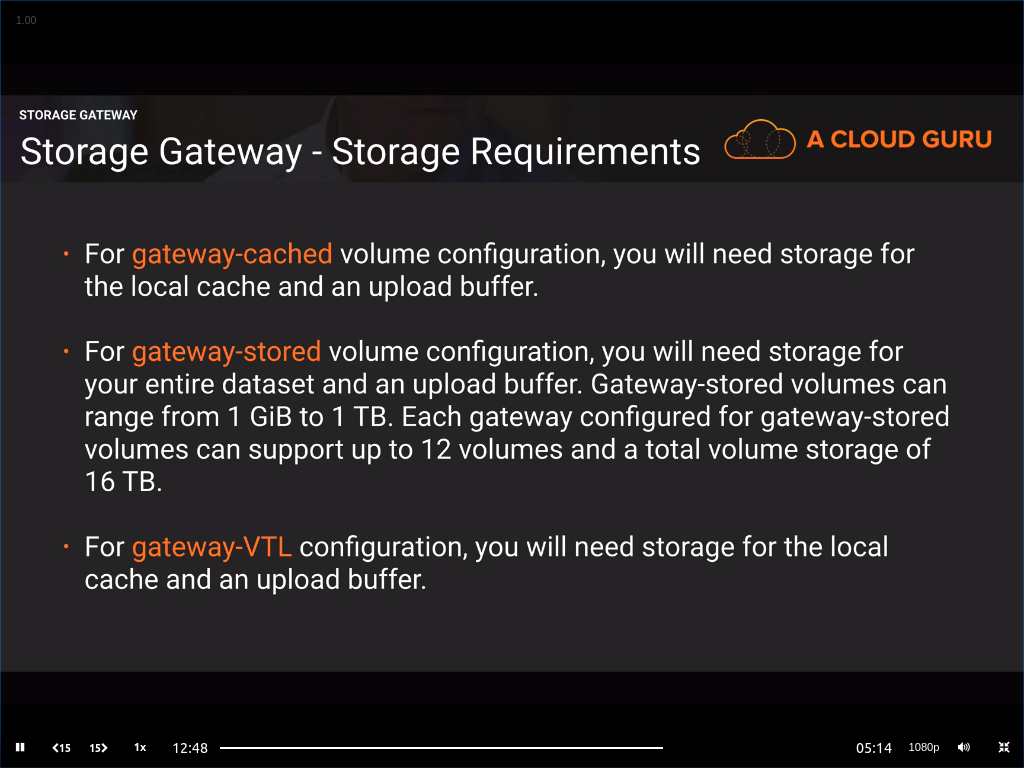 1.00
STORAGE GATEWAY
Storage Gateway - Storage Requirements
A CLOUD GURU
• For gateway-cached volume configuration, you will need storage for
the local cache and an upload buffer.
• For gateway-stored volume configuration, you will need storage for
your entire dataset and an upload buffer. Gateway-stored volumes can
range from 1 GiB to 1 TB. Each gateway configured for gateway-stored
volumes can support up to 12 volumes and a total volume storage of
16 TB.
• For gateway-VTL configuration, you will need storage for the local
cache and an upload buffer.
15 15 1x 12:48 05:14 1080p